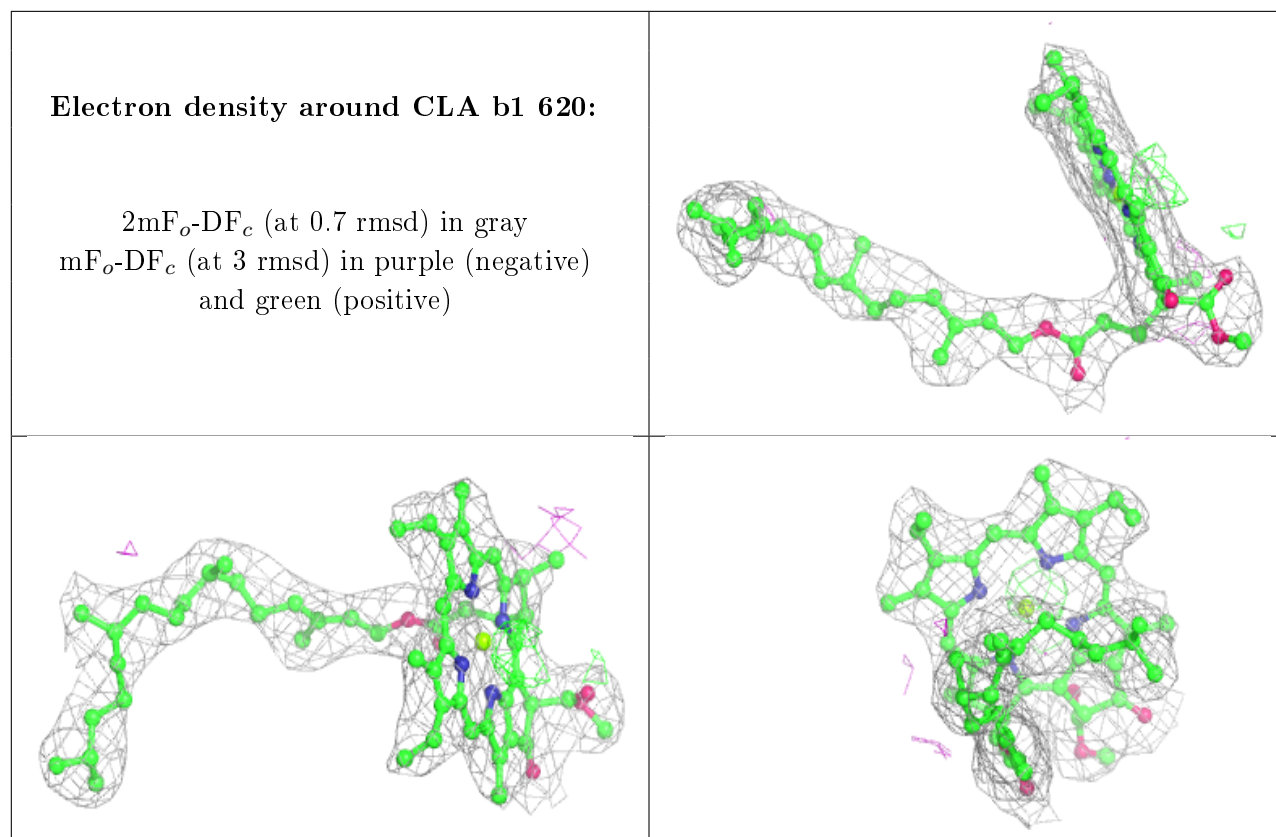 Electron density around CLA b1 620:
2mFo-DFc (at 0.7 rmsd) in gray
mFo-DFc (at 3 rmsd) in purple (negative)
and green (positive)